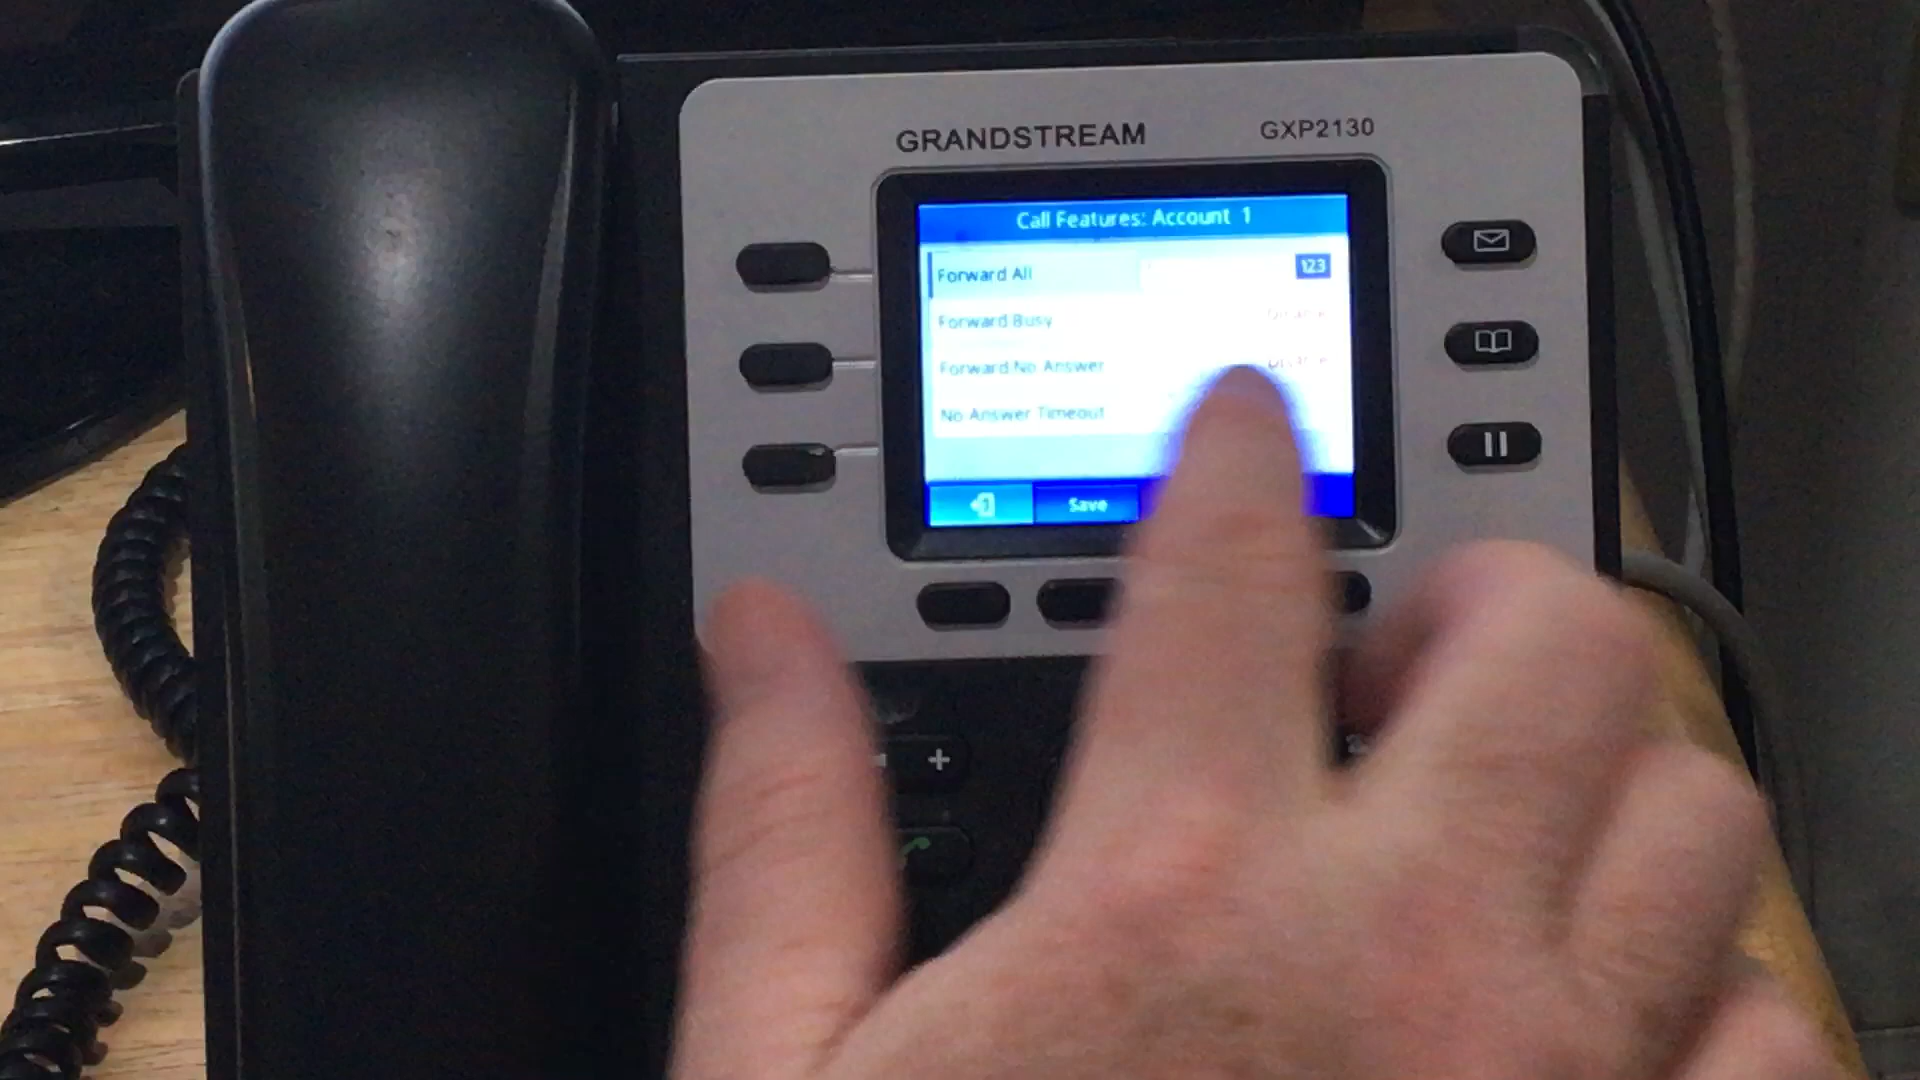 GRANDSTREAM GXP2130
Call Features: Account 1
Forward All 123
Forward Busy
Forward No Answer
No Answer Timeout
Save
+